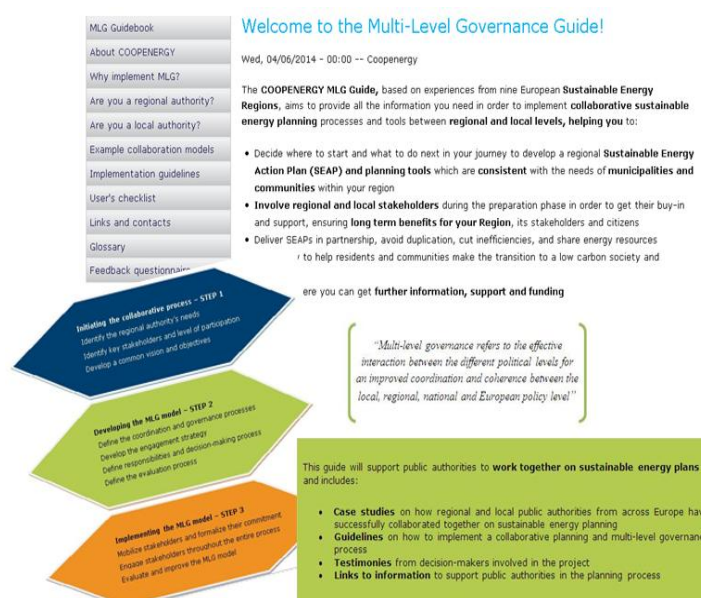 MLG Guidebook
About COOPENERGY
Why implement MLG?
Are you a regional authority?
Are you a local authority?
Example collaboration models
Implementation guidelines
User's checklist
Links and contacts
Glossary
Feedback questionnaire
Welcome to the Multi-Level Governance Guide!
Wed, 04/06/2014 - 00:00 -- Coopenergy
The COOPENERGY MLG Guide, based on experiences from nine European Sustainable Energy
Regions, aims to provide all the information you need in order to implement collaborative sustainable
energy planning processes and tools between regional and local levels, helping you to:
• Decide where to start and what to do next in your journey to develop a regional Sustainable Energy
Action Plan (SEAP) and planning tools which are consistent with the needs of municipalities and
communities within your region
• Involve regional and local stakeholders during the preparation phase in order to get their buy-in
and support, ensuring long term benefits for your Region, its stakeholders and citizens
• Deliver SEAPs in partnership, avoid duplication, cut inefficiencies, and share energy resources
to help residents and communities make the transition to a low carbon society and
ere you can get further information, support and funding
Initiating the collaborative process – STEP 1
Identify the regional authority's needs
Identify key stakeholders and level of participation
Develop a common vision and objectives
Developing the MLG model – STEP 2
Define the coordination and governance processes
Develop the engagement strategy
Define responsibilities and decision-making process
Define the evaluation process
Implementing the MLG model – STEP 3
Mobilize stakeholders and formalize their commitment
Engage stakeholders throughout the entire process
Evaluate and improve the MLG model
"Multi-level governance refers to the effective
interaction between the different political levels for
an improved coordination and coherence between the
local, regional, national and European policy level"
This guide will support public authorities to work together on sustainable energy plans
and includes:
• Case studies on how regional and local public authorities from across Europe hav
successfully collaborated together on sustainable energy planning
• Guidelines on how to implement a collaborative planning and multi-level governanc
process
• Testimonies from decision-makers involved in the project
• Links to information to support public authorities in the planning process